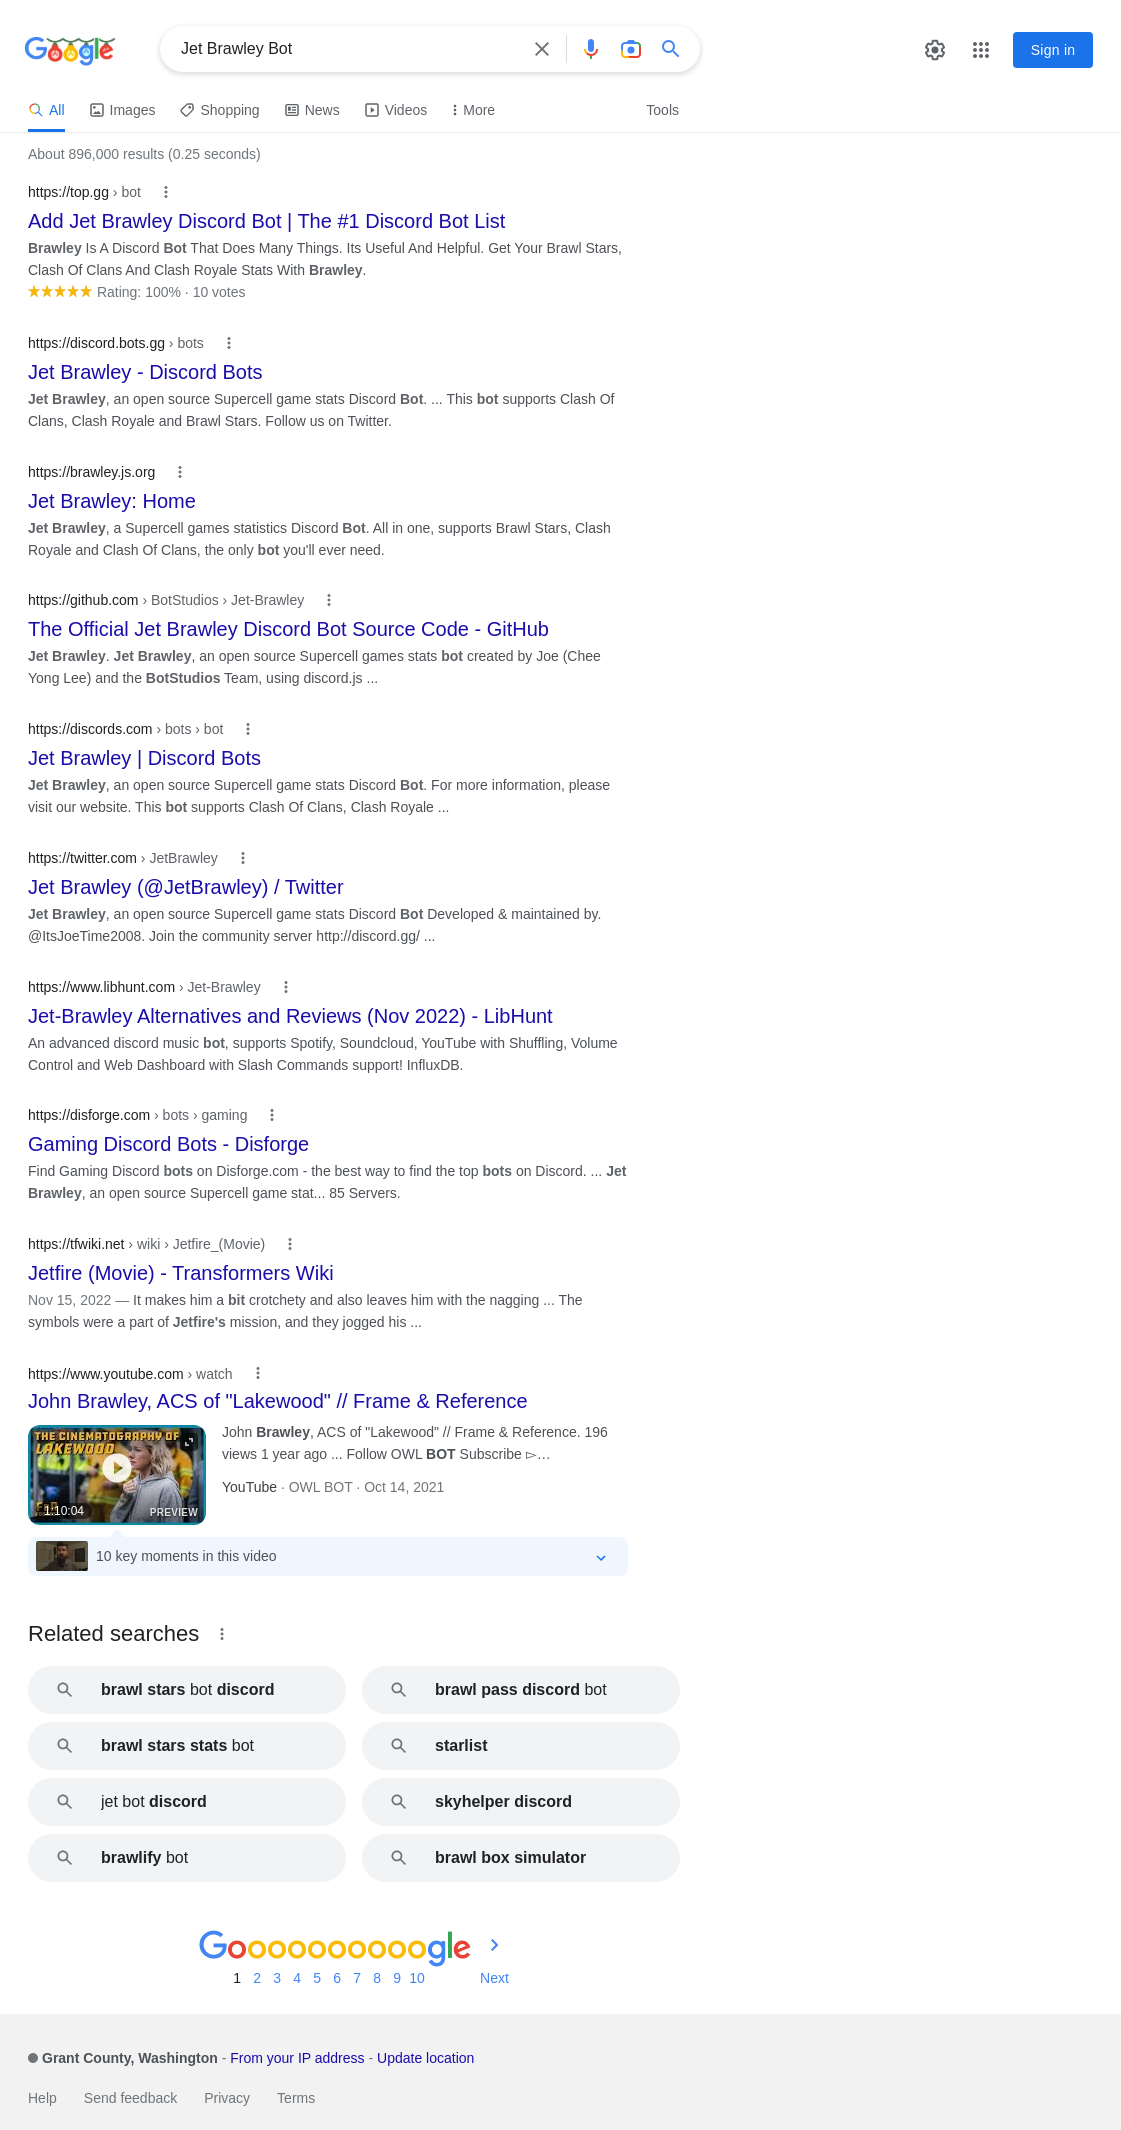 Google
Jet Brawley Bot
Sign in
All Images Shopping News Videos More Tools
About 896,000 results (0.25 seconds)
https://top.gg › bot
Add Jet Brawley Discord Bot | The #1 Discord Bot List
Brawley Is A Discord Bot That Does Many Things. Its Useful And Helpful. Get Your Brawl Stars,
Clash Of Clans And Clash Royale Stats With Brawley.
Rating: 100% · 10 votes
https://discord.bots.gg › bots
Jet Brawley - Discord Bots
Jet Brawley, an open source Supercell game stats Discord Bot. ... This bot supports Clash Of
Clans, Clash Royale and Brawl Stars. Follow us on Twitter.
https://brawley.js.org
Jet Brawley: Home
Jet Brawley, a Supercell games statistics Discord Bot. All in one, supports Brawl Stars, Clash
Royale and Clash Of Clans, the only bot you'll ever need.
https://github.com › BotStudios › Jet-Brawley
The Official Jet Brawley Discord Bot Source Code - GitHub
Jet Brawley. Jet Brawley, an open source Supercell games stats bot created by Joe (Chee
Yong Lee) and the BotStudios Team, using discord.js ...
https://discords.com › bots › bot
Jet Brawley | Discord Bots
Jet Brawley, an open source Supercell game stats Discord Bot. For more information, please
visit our website. This bot supports Clash Of Clans, Clash Royale ...
https://twitter.com › JetBrawley
Jet Brawley (@JetBrawley) / Twitter
Jet Brawley, an open source Supercell game stats Discord Bot Developed & maintained by.
@ItsJoeTime2008. Join the community server http://discord.gg/ ...
https://www.libhunt.com › Jet-Brawley
Jet-Brawley Alternatives and Reviews (Nov 2022) - LibHunt
An advanced discord music bot, supports Spotify, Soundcloud, YouTube with Shuffling, Volume
Control and Web Dashboard with Slash Commands support! InfluxDB.
https://disforge.com › bots › gaming
Gaming Discord Bots - Disforge
Find Gaming Discord bots on Disforge.com - the best way to find the top bots on Discord. ... Jet
Brawley, an open source Supercell game stat... 85 Servers.
https://tfwiki.net › wiki › Jetfire_(Movie)
Jetfire (Movie) - Transformers Wiki
Nov 15, 2022 — It makes him a bit crotchety and also leaves him with the nagging ... The
symbols were a part of Jetfire's mission, and they jogged his ...
https://www.youtube.com › watch
John Brawley, ACS of "Lakewood" // Frame & Reference
THE CINEMATOGRAPHY OF
LAKEWOOD
1:10:04
PREVIEW
John Brawley, ACS of "Lakewood" // Frame & Reference. 196
views 1 year ago ... Follow OWL BOT Subscribe ▻…
YouTube · OWL BOT · Oct 14, 2021
10 key moments in this video
Related searches
brawl stars bot discord
brawl pass discord bot
brawl stars stats bot
starlist
jet bot discord
skyhelper discord
brawlify bot
brawl box simulator
Goooooooooogle
1 2 3 4 5 6 7 8 9 10 Next
Grant County, Washington - From your IP address - Update location
Help Send feedback Privacy Terms